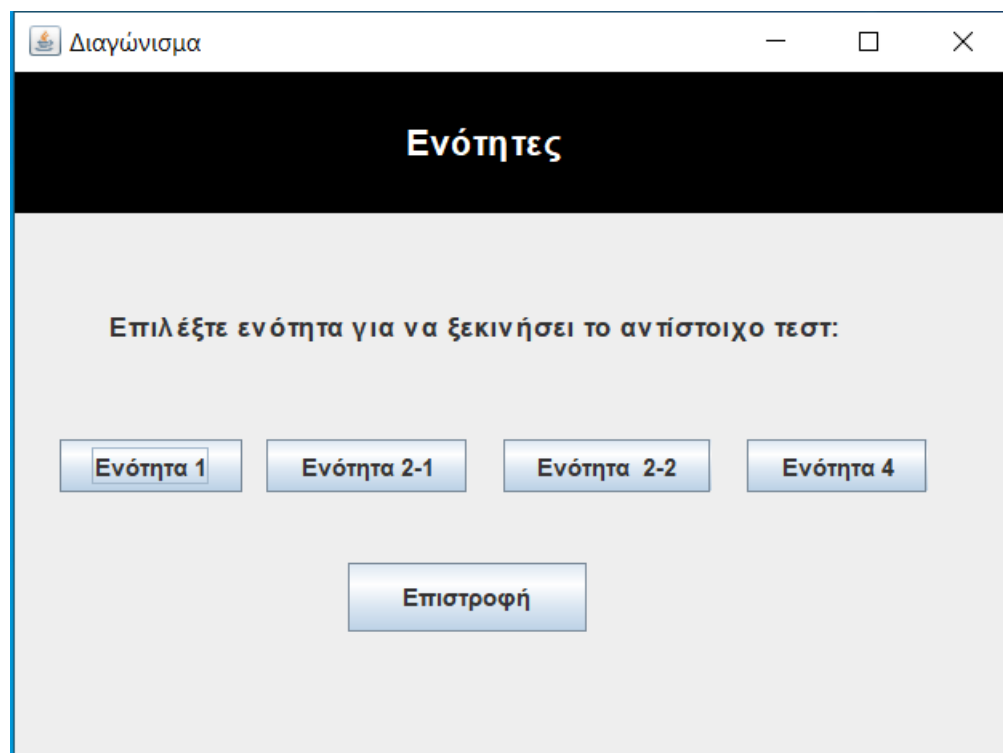 Διαγώνισμα
Ενότητες
Επιλέξτε ενότητα για να ξεκινήσει το αντίστοιχο τεστ:
Ενότητα 1 Ενότητα 2-1 Ενότητα 2-2 Ενότητα 4
Επιστροφή